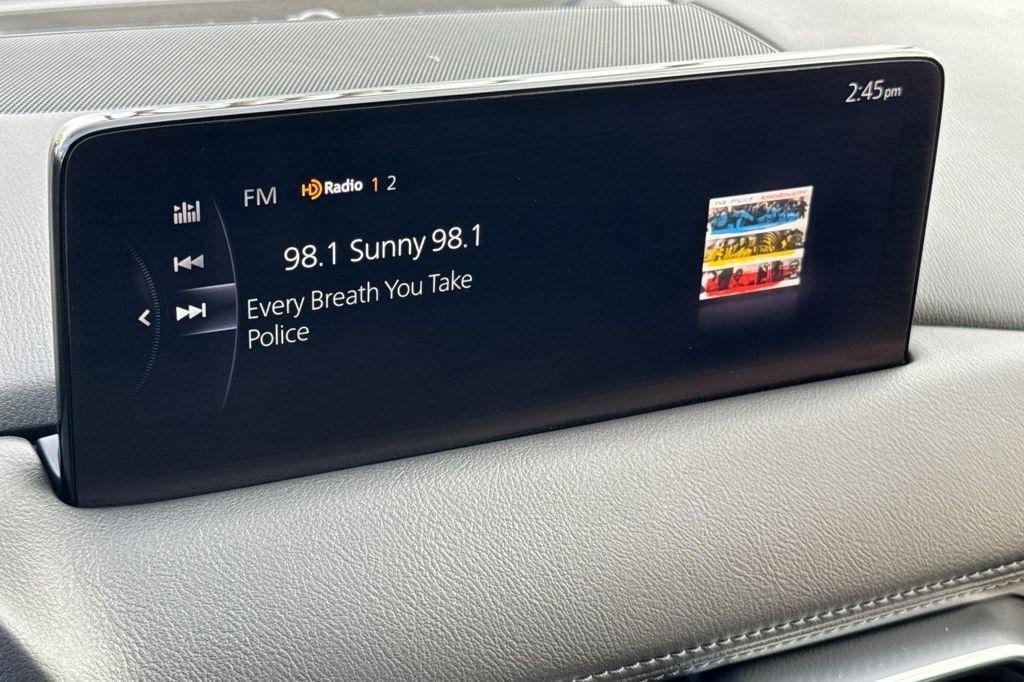 2:45pm
FM HD Radio 1 2
98.1 Sunny 98.1
Every Breath You Take
Police
THE POLICE SYNCHRONICITY